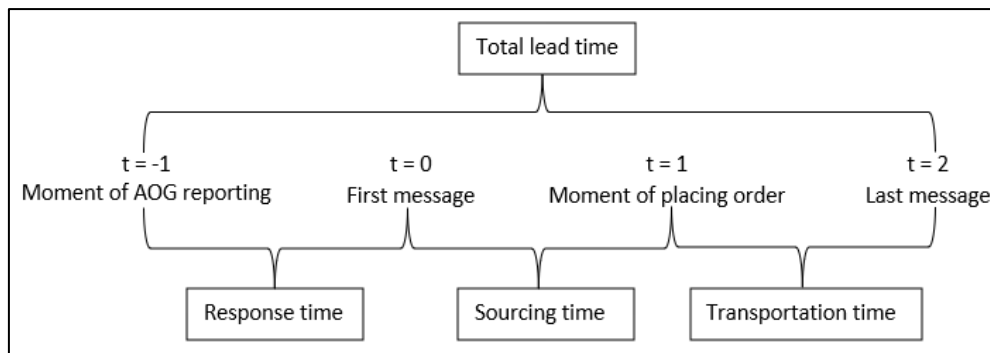 Total lead time
t = -1
Moment of AOG reporting
t = 0
First message
t = 1
Moment of placing order
t = 2
Last message
Response time
Sourcing time
Transportation time